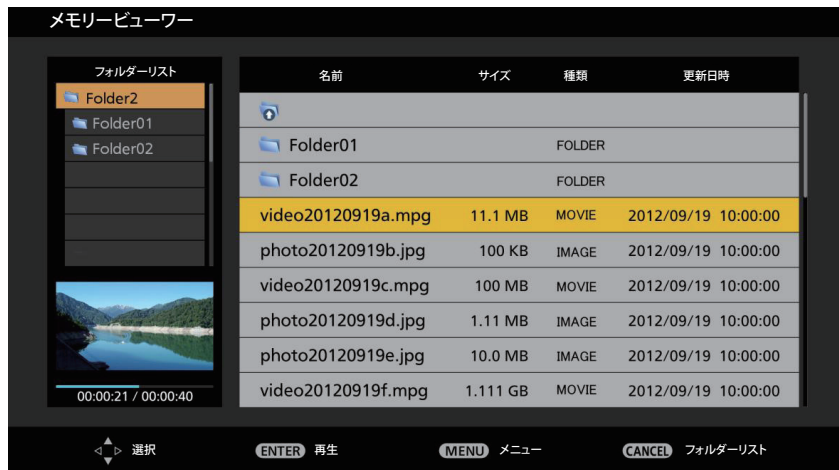 メモリービューワー
フォルダーリスト
Folder2
Folder01
Folder02
00:00:21 / 00:00:40
名前 サイズ 種類 更新日時
Folder01 FOLDER
Folder02 FOLDER
video20120919a.mpg 11.1 MB MOVIE 2012/09/19 10:00:00
photo20120919b.jpg 100 KB IMAGE 2012/09/19 10:00:00
video20120919c.mpg 100 MB MOVIE 2012/09/19 10:00:00
photo20120919d.jpg 1.11 MB IMAGE 2012/09/19 10:00:00
photo20120919e.jpg 10.0 MB IMAGE 2012/09/19 10:00:00
video20120919f.mpg 1.111 GB MOVIE 2012/09/19 10:00:00
選択 ENTER 再生 MENU メニュー CANCEL フォルダーリスト